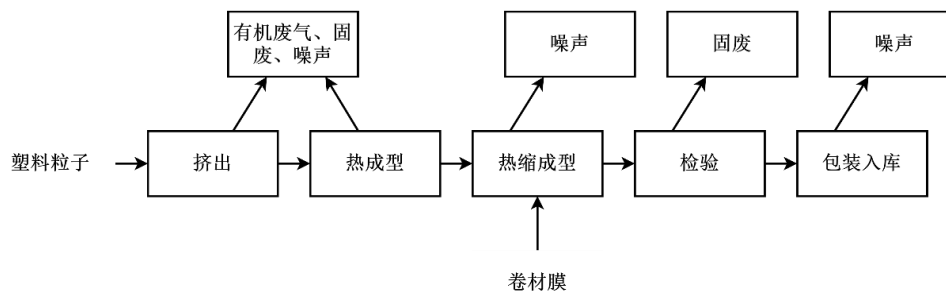 有机废气、固
废、噪声
噪声
固废
噪声
塑料粒子
挤出
热成型
热缩成型
检验
包装入库
卷材膜